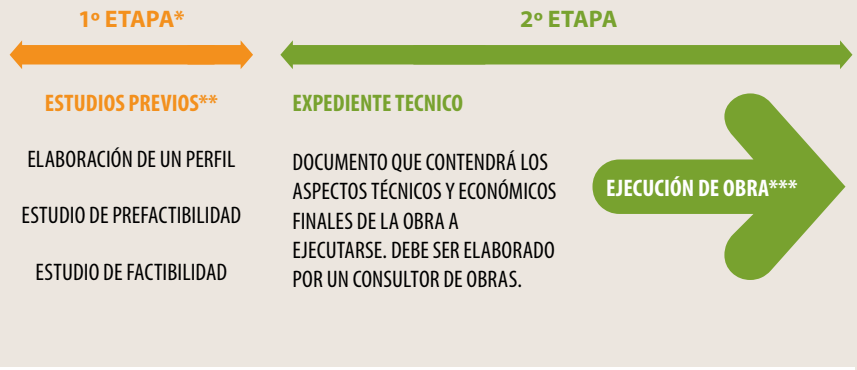 1º ETAPA*
2º ETAPA
ESTUDIOS PREVIOS**
ELABORACIÓN DE UN PERFIL
ESTUDIO DE PREFACTIBILIDAD
ESTUDIO DE FACTIBILIDAD
EXPEDIENTE TECNICO
DOCUMENTO QUE CONTENDRÁ LOS
ASPECTOS TÉCNICOS Y ECONÓMICOS
FINALES DE LA OBRA A
EJECUTARSE. DEBE SER ELABORADO
POR UN CONSULTOR DE OBRAS.
EJECUCIÓN DE OBRA***